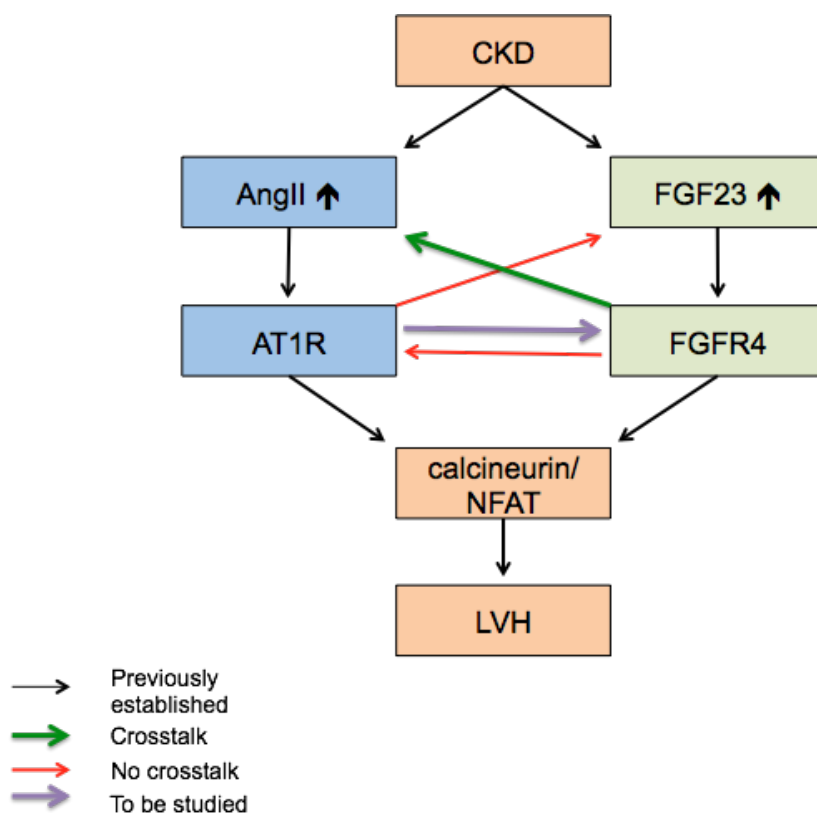 CKD
AngII ↑
FGF23 ↑
AT1R
FGFR4
calcineurin/
NFAT
LVH
Previously
established
Crosstalk
No crosstalk
To be studied